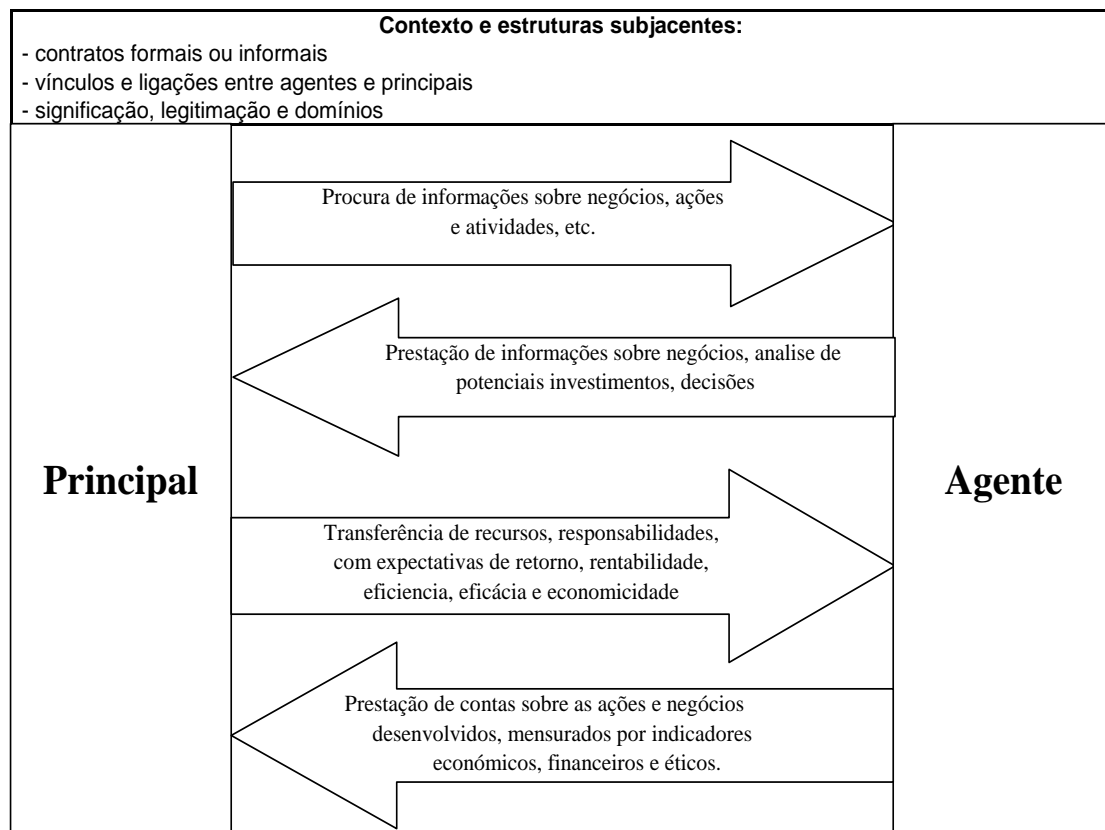 Contexto e estruturas subjacentes:
- contratos formais ou informais
- vínculos e ligações entre agentes e principais
- significação, legitimação e domínios
Procura de informações sobre negócios, ações
e atividades, etc.
Prestação de informações sobre negócios, analise de
potenciais investimentos, decisões
Principal
Agente
Transferência de recursos, responsabilidades,
com expectativas de retorno, rentabilidade,
eficiencia, eficácia e economicidade
Prestação de contas sobre as ações e negócios
desenvolvidos, mensurados por indicadores
económicos, financeiros e éticos.